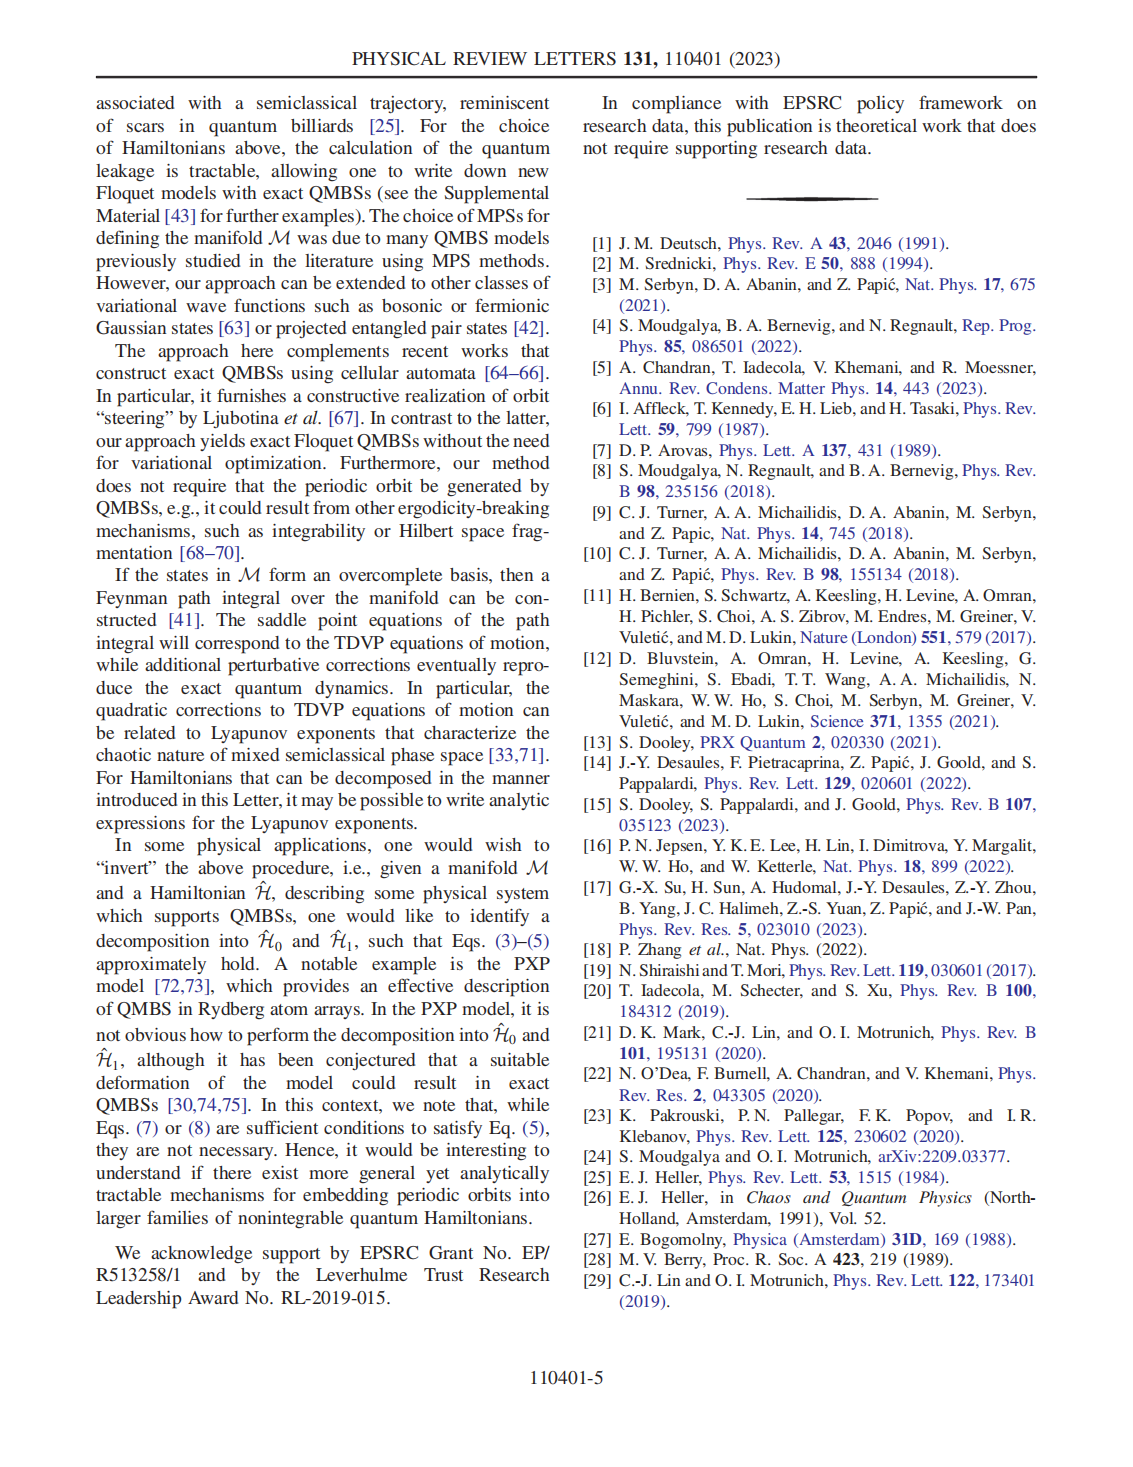 PHYSICAL REVIEW LETTERS 131, 110401 (2023)
associated with a semiclassical trajectory, reminiscent
of scars in quantum billiards [25]. For the choice
of Hamiltonians above, the calculation of the quantum
leakage is tractable, allowing one to write down new
Floquet models with exact QMBSs (see the Supplemental
Material [43] for further examples). The choice of MPSs for
defining the manifold ℳ was due to many QMBS models
previously studied in the literature using MPS methods.
However, our approach can be extended to other classes of
variational wave functions such as bosonic or fermionic
Gaussian states [63] or projected entangled pair states [42].
The approach here complements recent works that
construct exact QMBSs using cellular automata [64–66].
In particular, it furnishes a constructive realization of orbit
“steering” by Ljubotina et al. [67]. In contrast to the latter,
our approach yields exact Floquet QMBSs without the need
for variational optimization. Furthermore, our method
does not require that the periodic orbit be generated by
QMBSs, e.g., it could result from other ergodicity-breaking
mechanisms, such as integrability or Hilbert space frag-
mentation [68–70].
If the states in ℳ form an overcomplete basis, then a
Feynman path integral over the manifold can be con-
structed [41]. The saddle point equations of the path
integral will correspond to the TDVP equations of motion,
while additional perturbative corrections eventually repro-
duce the exact quantum dynamics. In particular, the
quadratic corrections to TDVP equations of motion can
be related to Lyapunov exponents that characterize the
chaotic nature of mixed semiclassical phase space [33,71].
For Hamiltonians that can be decomposed in the manner
introduced in this Letter, it may be possible to write analytic
expressions for the Lyapunov exponents.
In some physical applications, one would wish to
“invert” the above procedure, i.e., given a manifold ℳ
and a Hamiltonian Ĥ, describing some physical system
which supports QMBSs, one would like to identify a
decomposition into Ĥ₀ and Ĥ₁, such that Eqs. (3)–(5)
approximately hold. A notable example is the PXP
model [72,73], which provides an effective description
of QMBS in Rydberg atom arrays. In the PXP model, it is
not obvious how to perform the decomposition into Ĥ₀ and
Ĥ₁, although it has been conjectured that a suitable
deformation of the model could result in exact
QMBSs [30,74,75]. In this context, we note that, while
Eqs. (7) or (8) are sufficient conditions to satisfy Eq. (5),
they are not necessary. Hence, it would be interesting to
understand if there exist more general yet analytically
tractable mechanisms for embedding periodic orbits into
larger families of nonintegrable quantum Hamiltonians.
We acknowledge support by EPSRC Grant No. EP/
R513258/1 and by the Leverhulme Trust Research
Leadership Award No. RL-2019-015.
In compliance with EPSRC policy framework on
research data, this publication is theoretical work that does
not require supporting research data.
[1] J. M. Deutsch, Phys. Rev. A 43, 2046 (1991).
[2] M. Srednicki, Phys. Rev. E 50, 888 (1994).
[3] M. Serbyn, D. A. Abanin, and Z. Papić, Nat. Phys. 17, 675
(2021).
[4] S. Moudgalya, B. A. Bernevig, and N. Regnault, Rep. Prog.
Phys. 85, 086501 (2022).
[5] A. Chandran, T. Iadecola, V. Khemani, and R. Moessner,
Annu. Rev. Condens. Matter Phys. 14, 443 (2023).
[6] I. Affleck, T. Kennedy, E. H. Lieb, and H. Tasaki, Phys. Rev.
Lett. 59, 799 (1987).
[7] D. P. Arovas, Phys. Lett. A 137, 431 (1989).
[8] S. Moudgalya, N. Regnault, and B. A. Bernevig, Phys. Rev.
B 98, 235156 (2018).
[9] C. J. Turner, A. A. Michailidis, D. A. Abanin, M. Serbyn,
and Z. Papic, Nat. Phys. 14, 745 (2018).
[10] C. J. Turner, A. A. Michailidis, D. A. Abanin, M. Serbyn,
and Z. Papić, Phys. Rev. B 98, 155134 (2018).
[11] H. Bernien, S. Schwartz, A. Keesling, H. Levine, A. Omran,
H. Pichler, S. Choi, A. S. Zibrov, M. Endres, M. Greiner, V.
Vuletić, and M. D. Lukin, Nature (London) 551, 579 (2017).
[12] D. Bluvstein, A. Omran, H. Levine, A. Keesling, G.
Semeghini, S. Ebadi, T. T. Wang, A. A. Michailidis, N.
Maskara, W. W. Ho, S. Choi, M. Serbyn, M. Greiner, V.
Vuletić, and M. D. Lukin, Science 371, 1355 (2021).
[13] S. Dooley, PRX Quantum 2, 020330 (2021).
[14] J.-Y. Desaules, F. Pietracaprina, Z. Papić, J. Goold, and S.
Pappalardi, Phys. Rev. Lett. 129, 020601 (2022).
[15] S. Dooley, S. Pappalardi, and J. Goold, Phys. Rev. B 107,
035123 (2023).
[16] P. N. Jepsen, Y. K. E. Lee, H. Lin, I. Dimitrova, Y. Margalit,
W. W. Ho, and W. Ketterle, Nat. Phys. 18, 899 (2022).
[17] G.-X. Su, H. Sun, A. Hudomal, J.-Y. Desaules, Z.-Y. Zhou,
B. Yang, J. C. Halimeh, Z.-S. Yuan, Z. Papić, and J.-W. Pan,
Phys. Rev. Res. 5, 023010 (2023).
[18] P. Zhang et al., Nat. Phys. (2022).
[19] N. Shiraishi and T. Mori, Phys. Rev. Lett. 119, 030601 (2017).
[20] T. Iadecola, M. Schecter, and S. Xu, Phys. Rev. B 100,
184312 (2019).
[21] D. K. Mark, C.-J. Lin, and O. I. Motrunich, Phys. Rev. B
101, 195131 (2020).
[22] N. O’Dea, F. Burnell, A. Chandran, and V. Khemani, Phys.
Rev. Res. 2, 043305 (2020).
[23] K. Pakrouski, P. N. Pallegar, F. K. Popov, and I. R.
Klebanov, Phys. Rev. Lett. 125, 230602 (2020).
[24] S. Moudgalya and O. I. Motrunich, arXiv:2209.03377.
[25] E. J. Heller, Phys. Rev. Lett. 53, 1515 (1984).
[26] E. J. Heller, in Chaos and Quantum Physics (North-
Holland, Amsterdam, 1991), Vol. 52.
[27] E. Bogomolny, Physica (Amsterdam) 31D, 169 (1988).
[28] M. V. Berry, Proc. R. Soc. A 423, 219 (1989).
[29] C.-J. Lin and O. I. Motrunich, Phys. Rev. Lett. 122, 173401
(2019).
110401-5